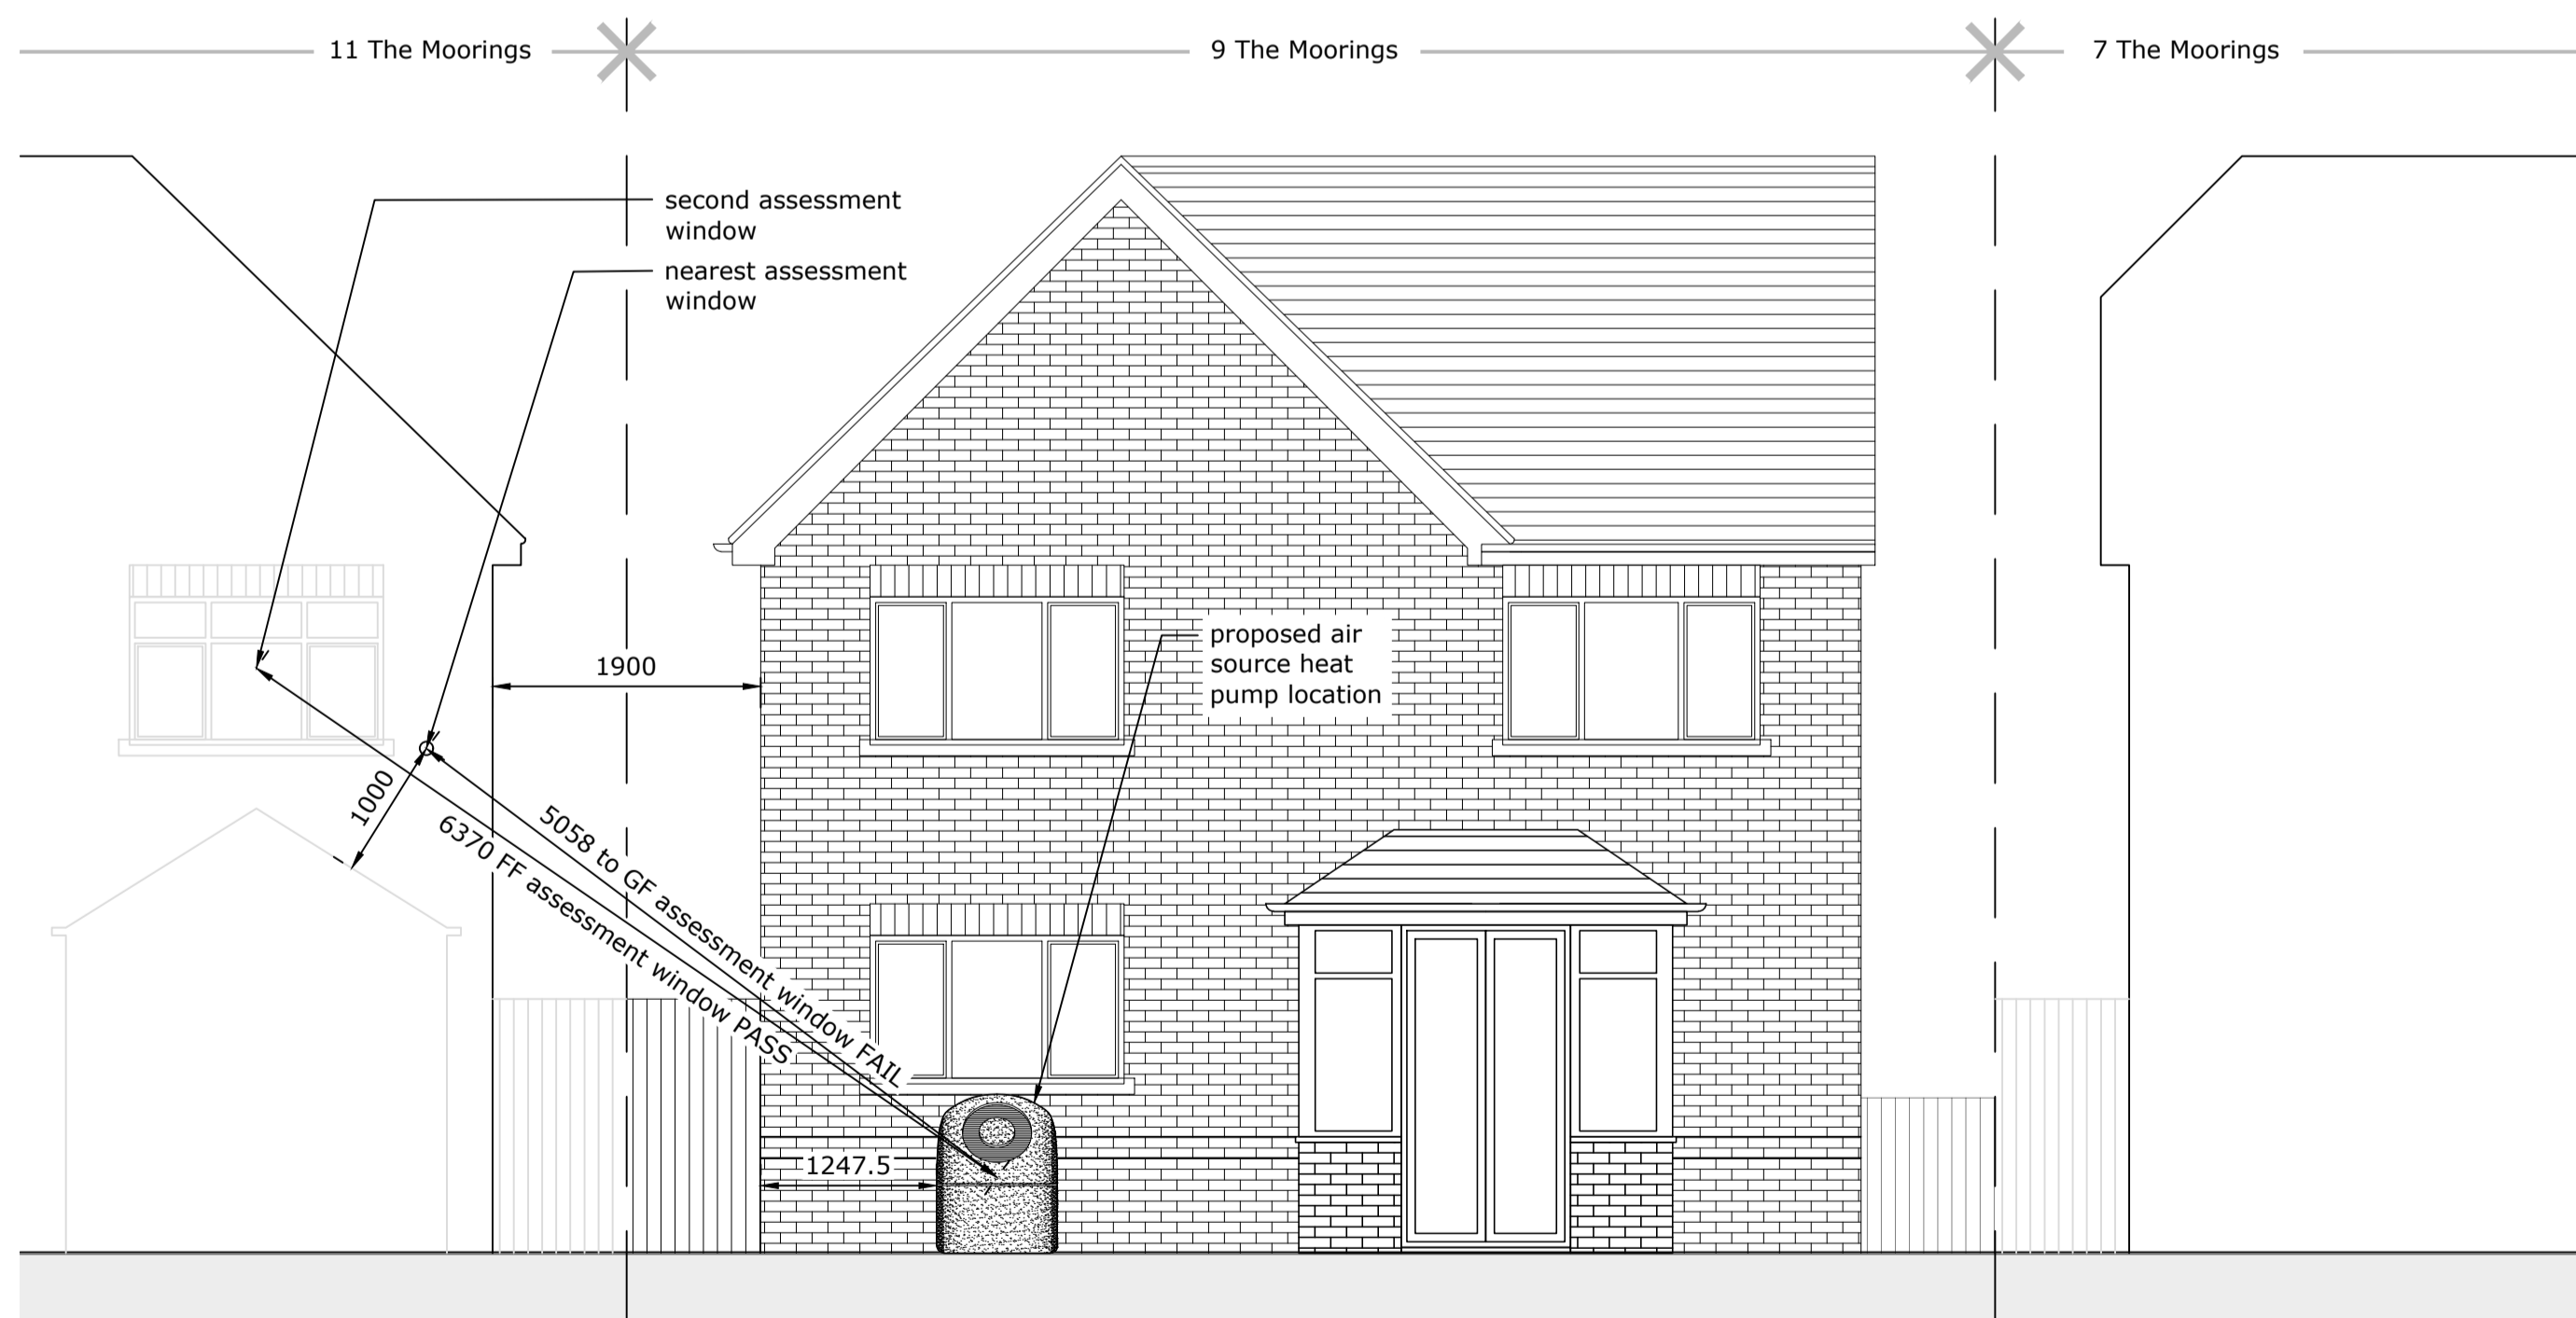 11 The Moorings
9 The Moorings
7 The Moorings
second assessment
window
nearest assessment
window
proposed air
source heat
pump location
1900
1000
5058 to GF assessment window FAIL
6370 FF assessment window PASS
1247.5